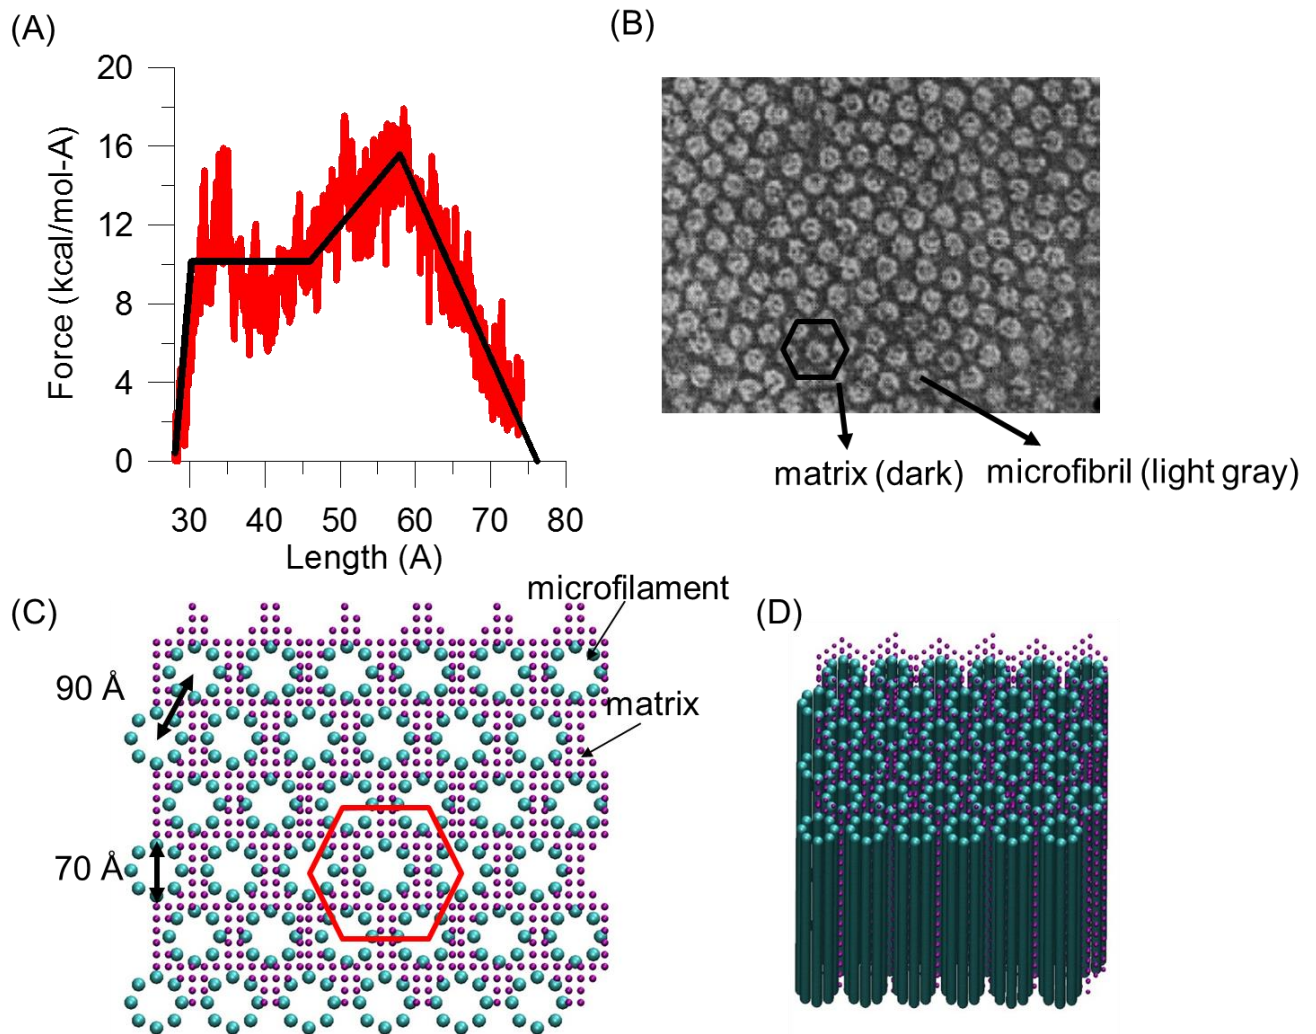 (A)
20
16
12
8
4
0
Force (kcal/mol-A)
30 40 50 60 70 80
Length (A)
(B)
matrix (dark)
microfibril (light gray)
(C)
microfilament
90 Å
matrix
70 Å
(D)